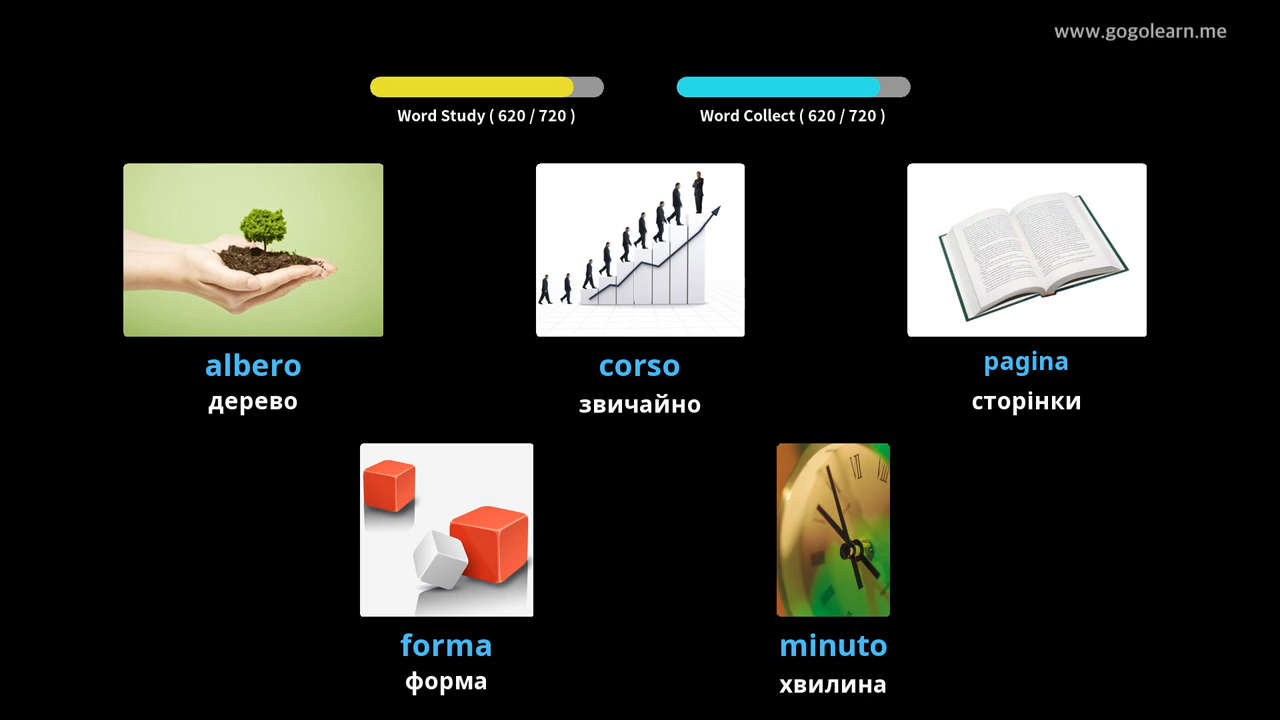 www.gogolearn.me
Word Study ( 620 / 720 )
Word Collect ( 620 / 720 )
albero
дерево
corso
звичайно
pagina
сторінки
forma
форма
minuto
хвилина